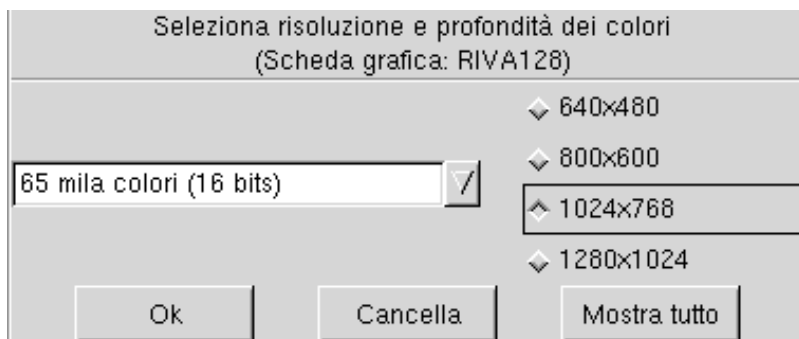 Seleziona risoluzione e profondità dei colori
(Scheda grafica: RIVA128)
640x480
800x600
65 mila colori (16 bits)
1024x768
1280x1024
Ok
Cancella
Mostra tutto